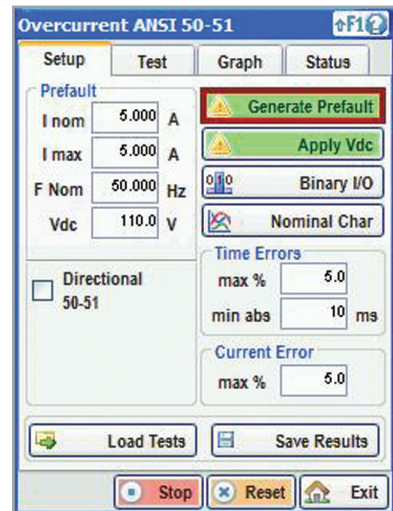 Overcurrent ANSI 50-51
F1
Setup Test Graph Status
Prefault
I nom 5.000 A
I max 5.000 A
F Nom 50.000 Hz
Vdc 110.0 V
Generate Prefault
Apply Vdc
010 Binary I/O
Nominal Char
Directional
50-51
Time Errors
max % 5.0
min abs 10 ms
Current Error
max % 5.0
Load Tests Save Results
Stop Reset Exit